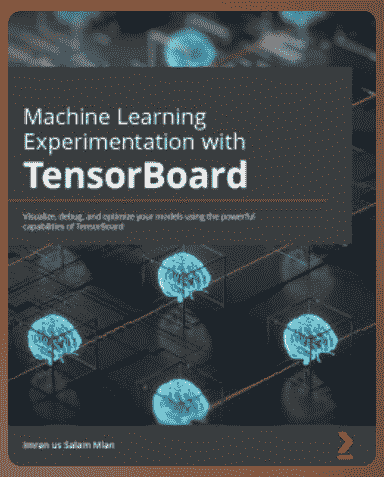 Machine Learning
Experimentation with
TensorBoard
Visualize, debug, and optimize your models using the powerful
capabilities of TensorBoard
Imran us Salam Mian